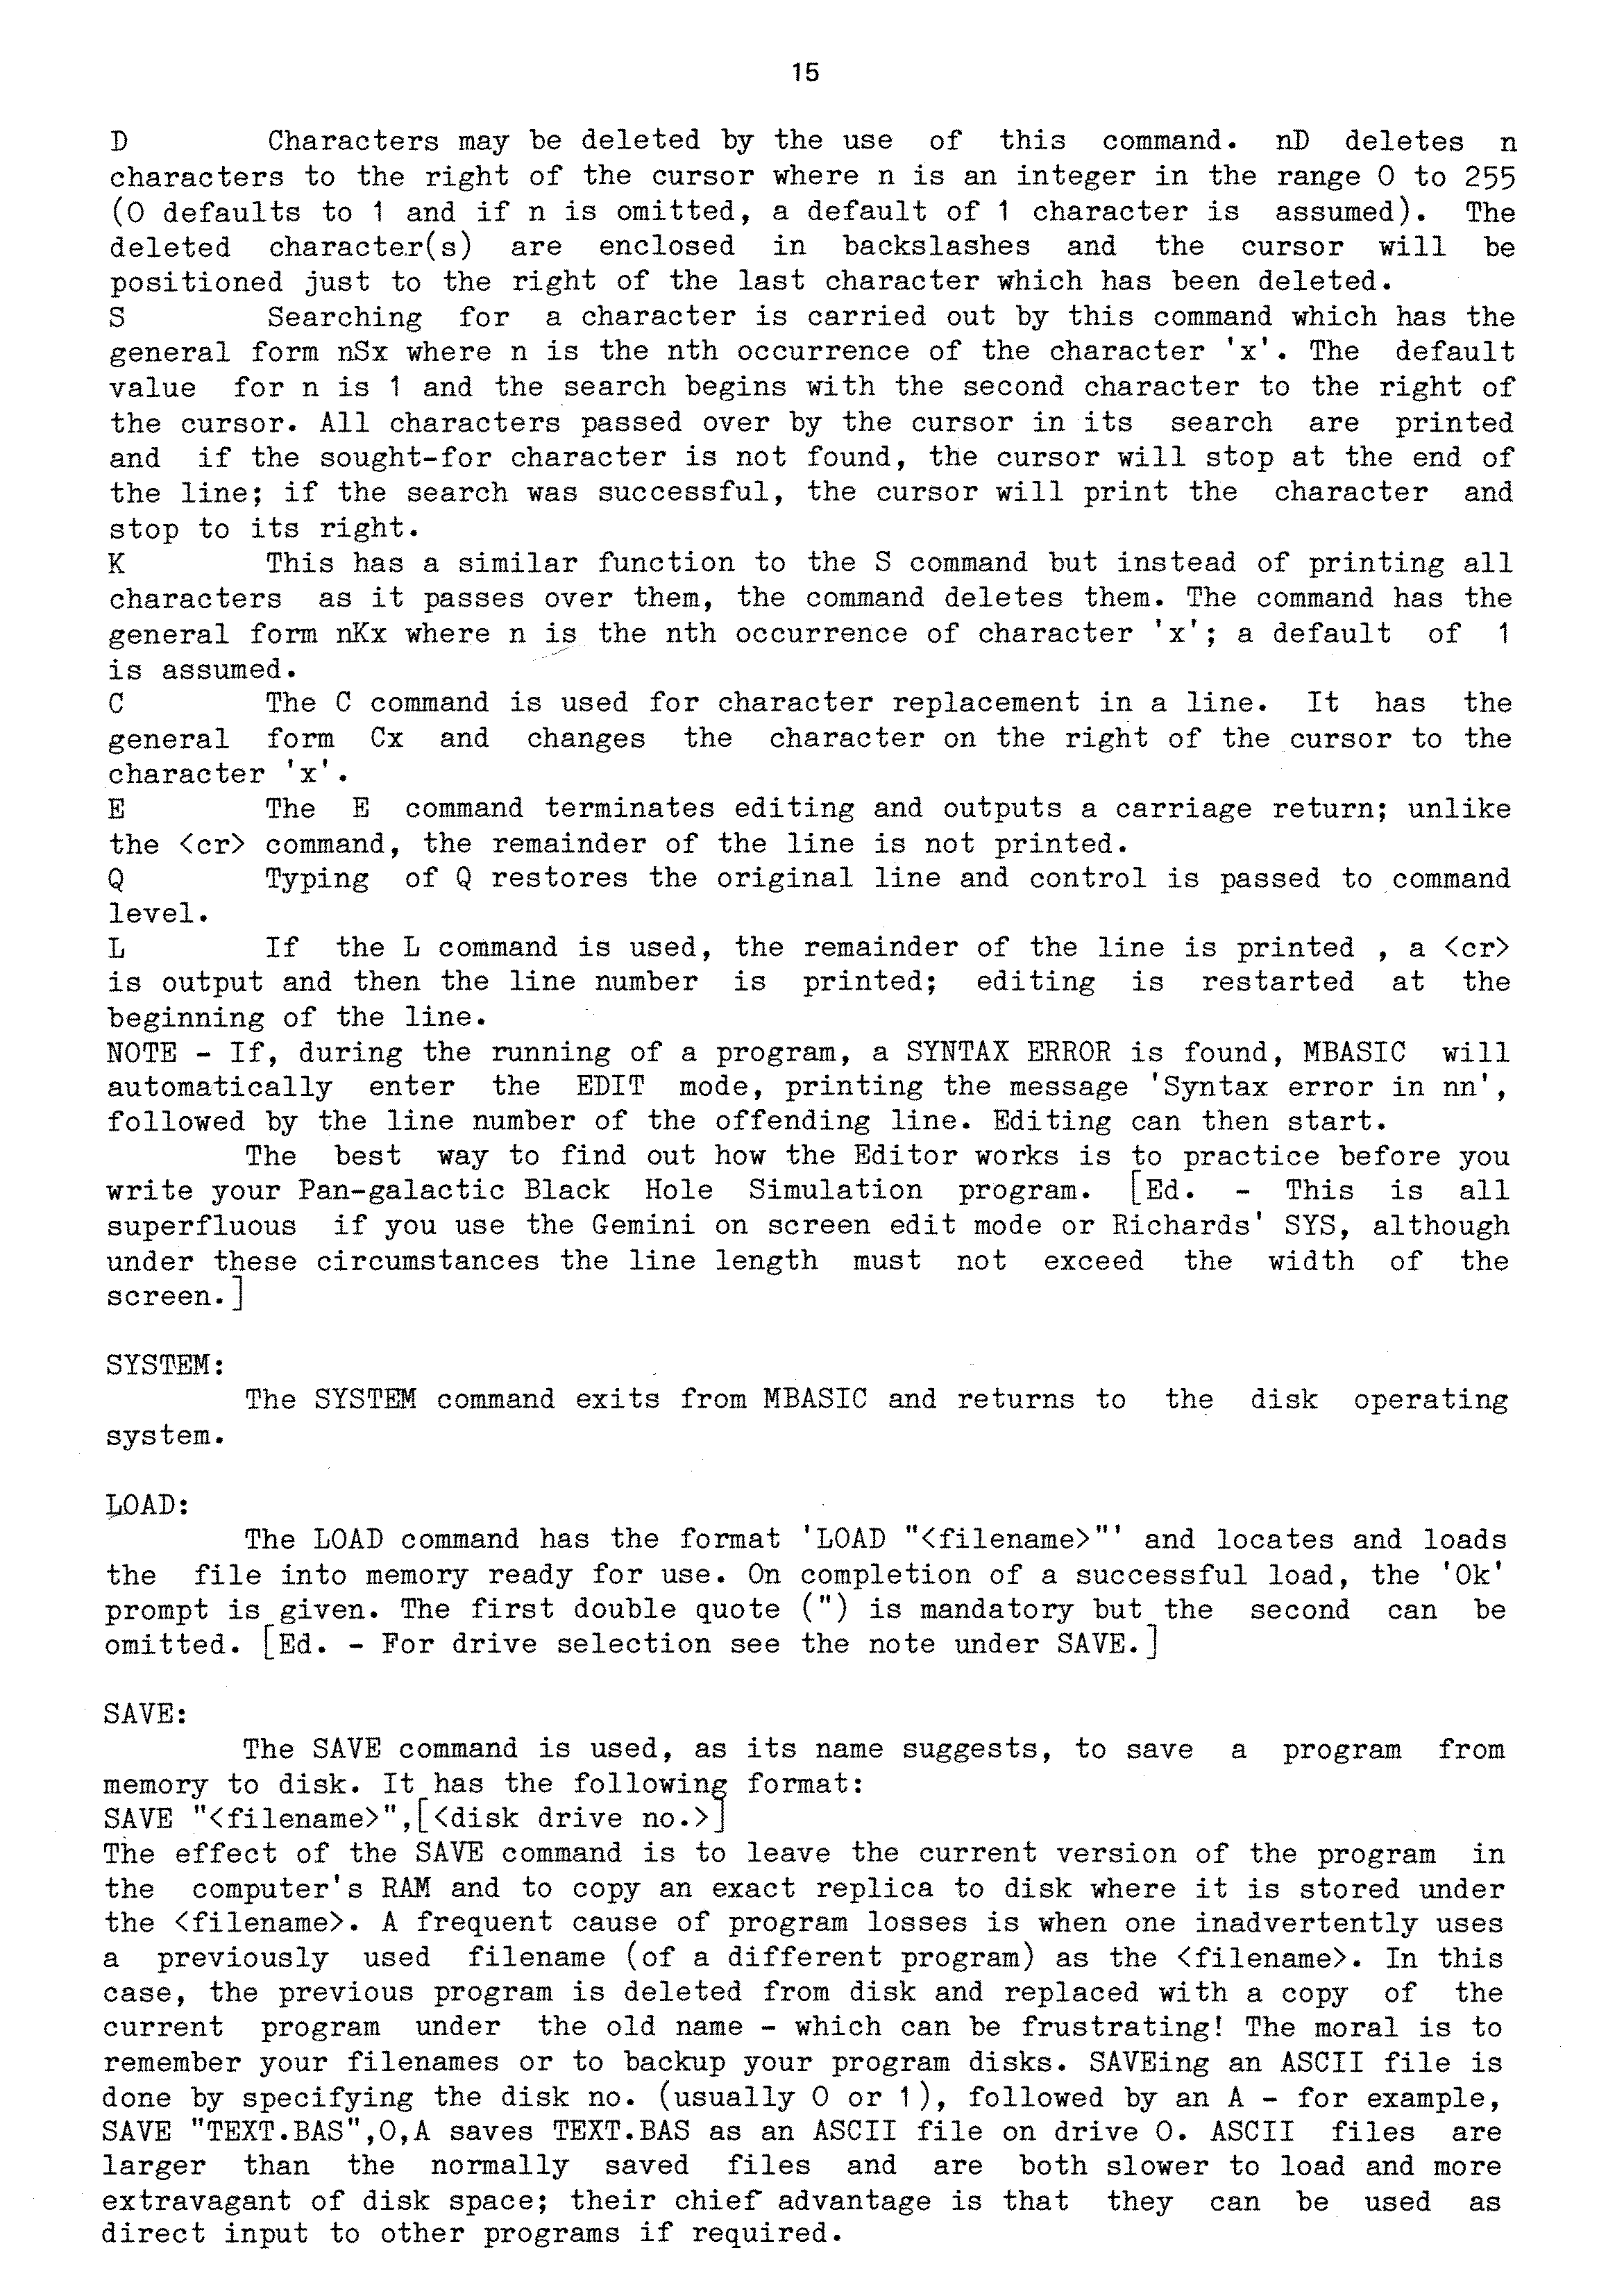 15
D Characters may be deleted by the use of this command. nD deletes n
characters to the right of the cursor where n is an integer in the range 0 to 255
(0 defaults to 1 and if n is omitted, a default of 1 character is assumed). The
deleted character(s) are enclosed in backslashes and the cursor will be
positioned just to the right of the last character which has been deleted.
S Searching for a character is carried out by this command which has the
general form nSx where n is the nth occurrence of the character 'x'. The default
value for n is 1 and the search begins with the second character to the right of
the cursor. All characters passed over by the cursor in its search are printed
and if the sought-for character is not found, the cursor will stop at the end of
the line; if the search was successful, the cursor will print the character and
stop to its right.
K This has a similar function to the S command but instead of printing all
characters as it passes over them, the command deletes them. The command has the
general form nKx where n is the nth occurrence of character 'x'; a default of 1
is assumed.
C The C command is used for character replacement in a line. It has the
general form Cx and changes the character on the right of the cursor to the
character 'x'.
E The E command terminates editing and outputs a carriage return; unlike
the <cr> command, the remainder of the line is not printed.
Q Typing of Q restores the original line and control is passed to command
level.
L If the L command is used, the remainder of the line is printed , a <cr>
is output and then the line number is printed; editing is restarted at the
beginning of the line.
NOTE - If, during the running of a program, a SYNTAX ERROR is found, MBASIC will
automatically enter the EDIT mode, printing the message 'Syntax error in nn',
followed by the line number of the offending line. Editing can then start.
The best way to find out how the Editor works is to practice before you
write your Pan-galactic Black Hole Simulation program. [Ed. - This is all
superfluous if you use the Gemini on screen edit mode or Richards' SYS, although
under these circumstances the line length must not exceed the width of the
screen.]
SYSTEM:
The SYSTEM command exits from MBASIC and returns to the disk operating
system.
LOAD:
The LOAD command has the format 'LOAD "<filename>"' and locates and loads
the file into memory ready for use. On completion of a successful load, the 'Ok'
prompt is given. The first double quote (") is mandatory but the second can be
omitted. [Ed. - For drive selection see the note under SAVE.]
SAVE:
The SAVE command is used, as its name suggests, to save a program from
memory to disk. It has the following format:
SAVE "<filename>",[<disk drive no.>]
The effect of the SAVE command is to leave the current version of the program in
the computer's RAM and to copy an exact replica to disk where it is stored under
the <filename>. A frequent cause of program losses is when one inadvertently uses
a previously used filename (of a different program) as the <filename>. In this
case, the previous program is deleted from disk and replaced with a copy of the
current program under the old name - which can be frustrating! The moral is to
remember your filenames or to backup your program disks. SAVEing an ASCII file is
done by specifying the disk no. (usually 0 or 1), followed by an A - for example,
SAVE "TEXT.BAS",0,A saves TEXT.BAS as an ASCII file on drive 0. ASCII files are
larger than the normally saved files and are both slower to load and more
extravagant of disk space; their chief advantage is that they can be used as
direct input to other programs if required.